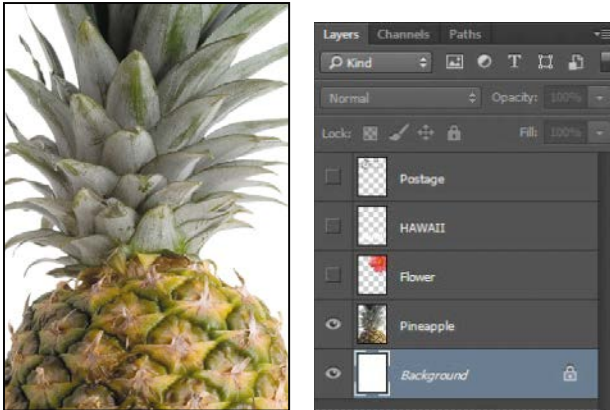 Layers Channels Paths
Kind
Normal Opacity: 100%
Lock: Fill: 100%
Postage
HAWAII
Flower
Pineapple
Background